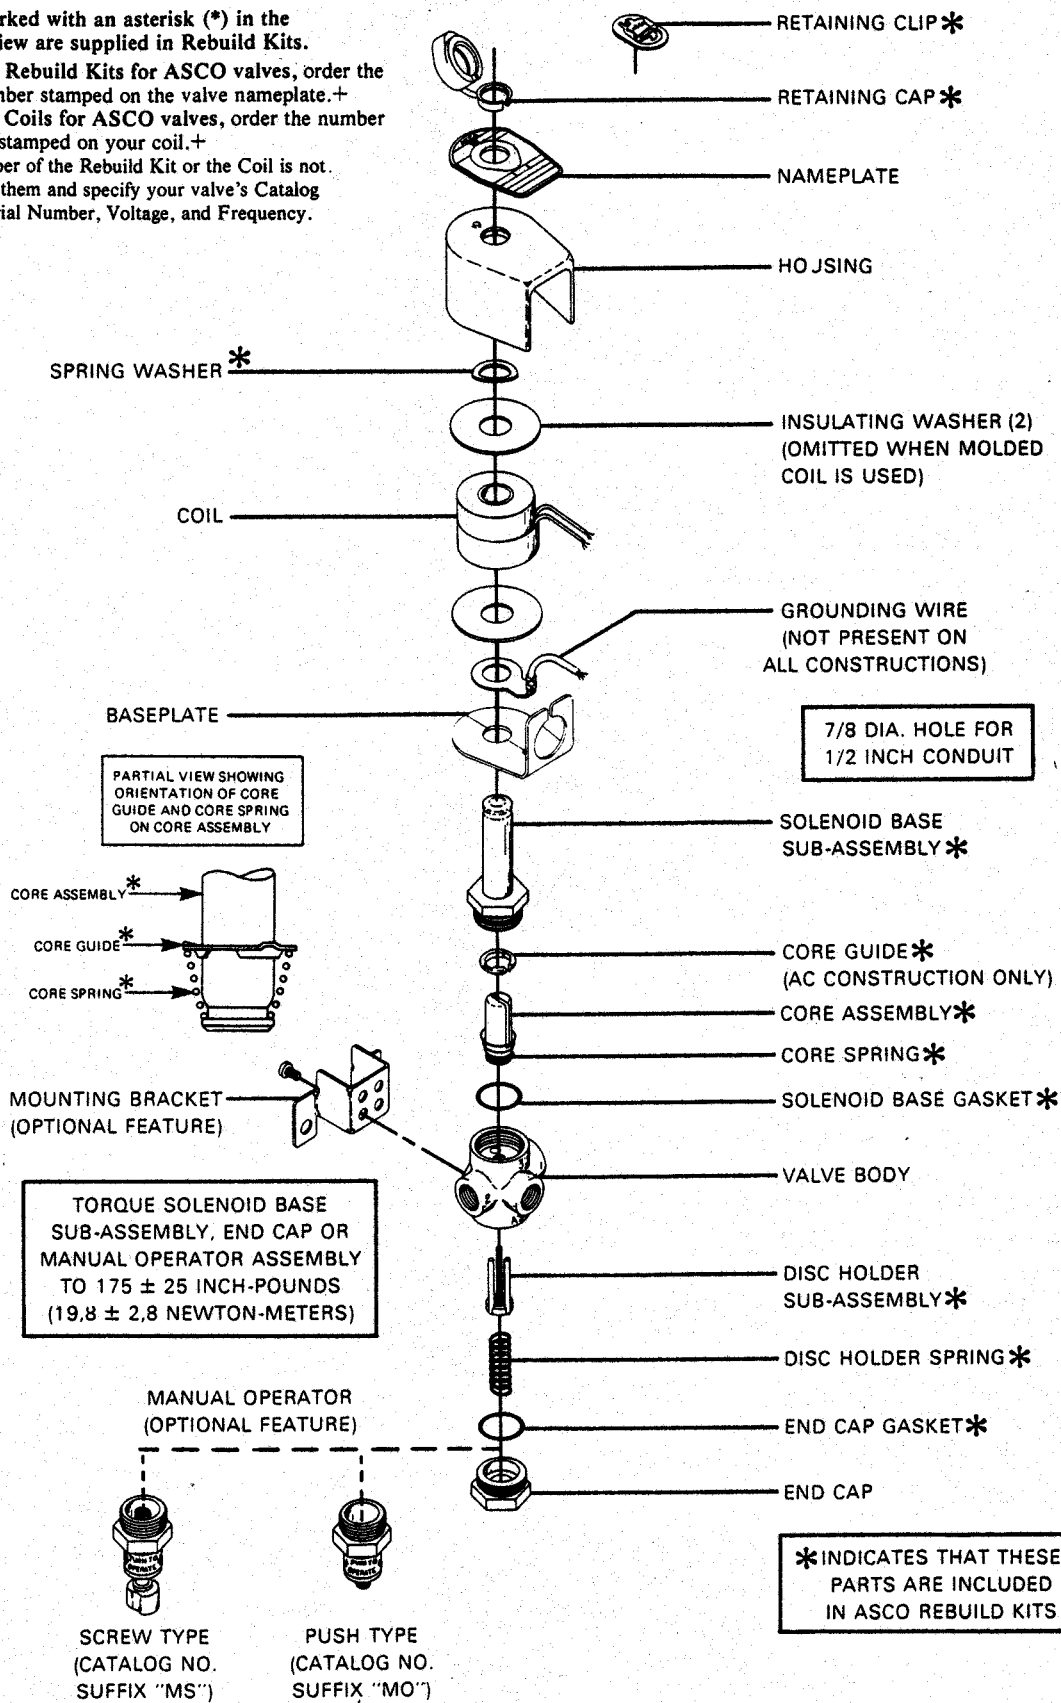 rked with an asterisk (*) in the
iew are supplied in Rebuild Kits.
Rebuild Kits for ASCO valves, order the
mber stamped on the valve nameplate.+
Coils for ASCO valves, order the number
stamped on your coil.+
ber of the Rebuild Kit or the Coil is not
them and specify your valve's Catalog
rial Number, Voltage, and Frequency.
RETAINING CLIP*
RETAINING CAP*
NAMEPLATE
G
HOJSING
SPRING WASHER*
INSULATING WASHER (2)
(OMITTED WHEN MOLDED
COIL IS USED)
COIL
GROUNDING WIRE
(NOT PRESENT ON
ALL CONSTRUCTIONS)
BASEPLATE
7/8 DIA. HOLE FOR
1/2 INCH CONDUIT
PARTIAL VIEW SHOWING
ORIENTATION OF CORE
GUIDE AND CORE SPRING
ON CORE ASSEMBLY
SOLENOID BASE
SUB-ASSEMBLY*
CORE ASSEMBLY*
CORE GUIDE*
CORE SPRING*
CORE GUIDE*
(AC CONSTRUCTION ONLY)
CORE ASSEMBLY*
CORE SPRING*
MOUNTING BRACKET
(OPTIONAL FEATURE)
SOLENOID BASE GASKET*
VALVE BODY
TORQUE SOLENOID BASE
SUB-ASSEMBLY, END CAP OR
MANUAL OPERATOR ASSEMBLY
TO 175 ± 25 INCH-POUNDS
(19,8 ± 2,8 NEWTON-METERS)
DISC HOLDER
SUB-ASSEMBLY*
DISC HOLDER SPRING*
MANUAL OPERATOR
(OPTIONAL FEATURE)
END CAP GASKET*
END CAP
TURN TO
OPERATE
PUSH TO
OPERATE
SCREW TYPE
(CATALOG NO.
SUFFIX "MS")
PUSH TYPE
(CATALOG NO.
SUFFIX "MO")
*INDICATES THAT THESE
PARTS ARE INCLUDED
IN ASCO REBUILD KITS